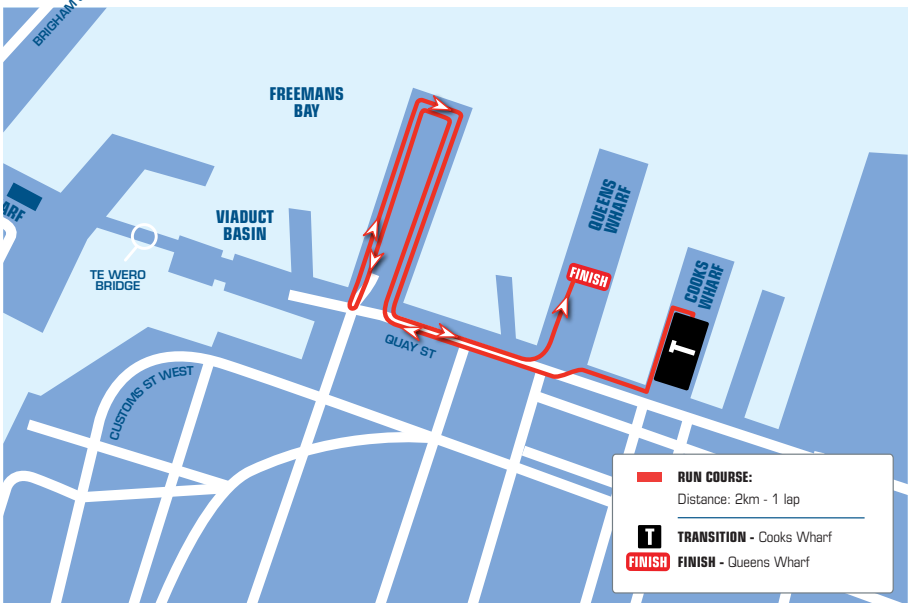 BRIGHAM
FREEMANS
BAY
QUEENS
WHARF
ARF
VIADUCT
BASIN
TE WERO
BRIDGE
FINISH
COOKS
WHARF
T
QUAY ST
CUSTOMS ST WEST
RUN COURSE:
Distance: 2km - 1 lap
T TRANSITION - Cooks Wharf
FINISH FINISH - Queens Wharf